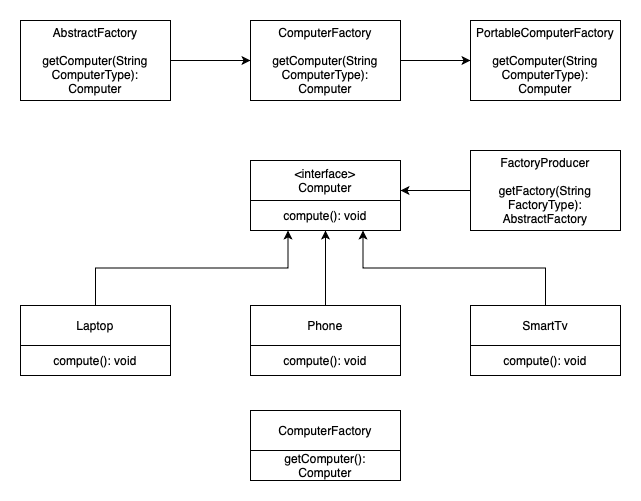 AbstractFactory
getComputer(String
ComputerType):
Computer
ComputerFactory
getComputer(String
ComputerType):
Computer
PortableComputerFactory
getComputer(String
ComputerType):
Computer
<interface>
Computer
compute(): void
FactoryProducer
getFactory(String
FactoryType):
AbstractFactory
Laptop
compute(): void
Phone
compute(): void
SmartTv
compute(): void
ComputerFactory
getComputer():
Computer